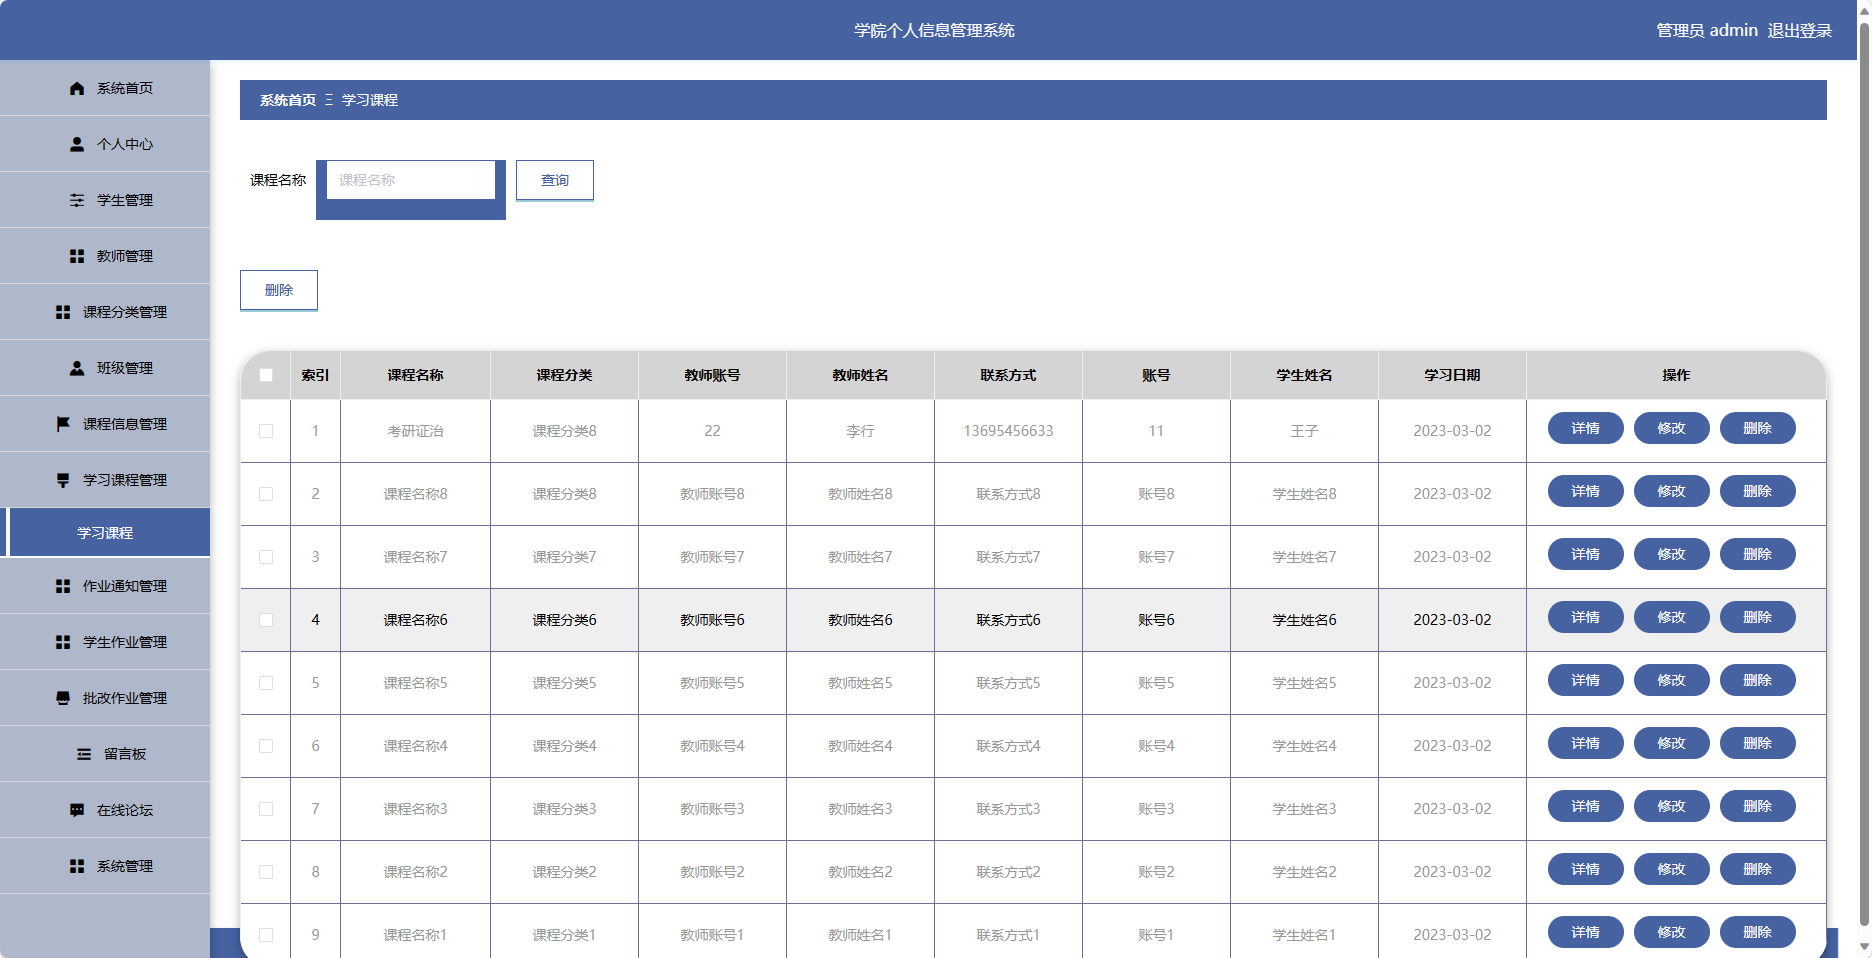 学院个人信息管理系统
管理员 admin 退出登录
系统首页
个人中心
学生管理
教师管理
课程分类管理
班级管理
课程信息管理
学习课程管理
学习课程
作业通知管理
学生作业管理
批改作业管理
留言板
在线论坛
系统管理
系统首页 Ξ 学习课程
课程名称 课程名称 查询
删除
索引 课程名称 课程分类 教师账号 教师姓名 联系方式 账号 学生姓名 学习日期 操作
1 考研证治 课程分类8 22 李行 13695456633 11 王子 2023-03-02 详情 修改 删除
2 课程名称8 课程分类8 教师账号8 教师姓名8 联系方式8 账号8 学生姓名8 2023-03-02 详情 修改 删除
3 课程名称7 课程分类7 教师账号7 教师姓名7 联系方式7 账号7 学生姓名7 2023-03-02 详情 修改 删除
4 课程名称6 课程分类6 教师账号6 教师姓名6 联系方式6 账号6 学生姓名6 2023-03-02 详情 修改 删除
5 课程名称5 课程分类5 教师账号5 教师姓名5 联系方式5 账号5 学生姓名5 2023-03-02 详情 修改 删除
6 课程名称4 课程分类4 教师账号4 教师姓名4 联系方式4 账号4 学生姓名4 2023-03-02 详情 修改 删除
7 课程名称3 课程分类3 教师账号3 教师姓名3 联系方式3 账号3 学生姓名3 2023-03-02 详情 修改 删除
8 课程名称2 课程分类2 教师账号2 教师姓名2 联系方式2 账号2 学生姓名2 2023-03-02 详情 修改 删除
9 课程名称1 课程分类1 教师账号1 教师姓名1 联系方式1 账号1 学生姓名1 2023-03-02 详情 修改 删除